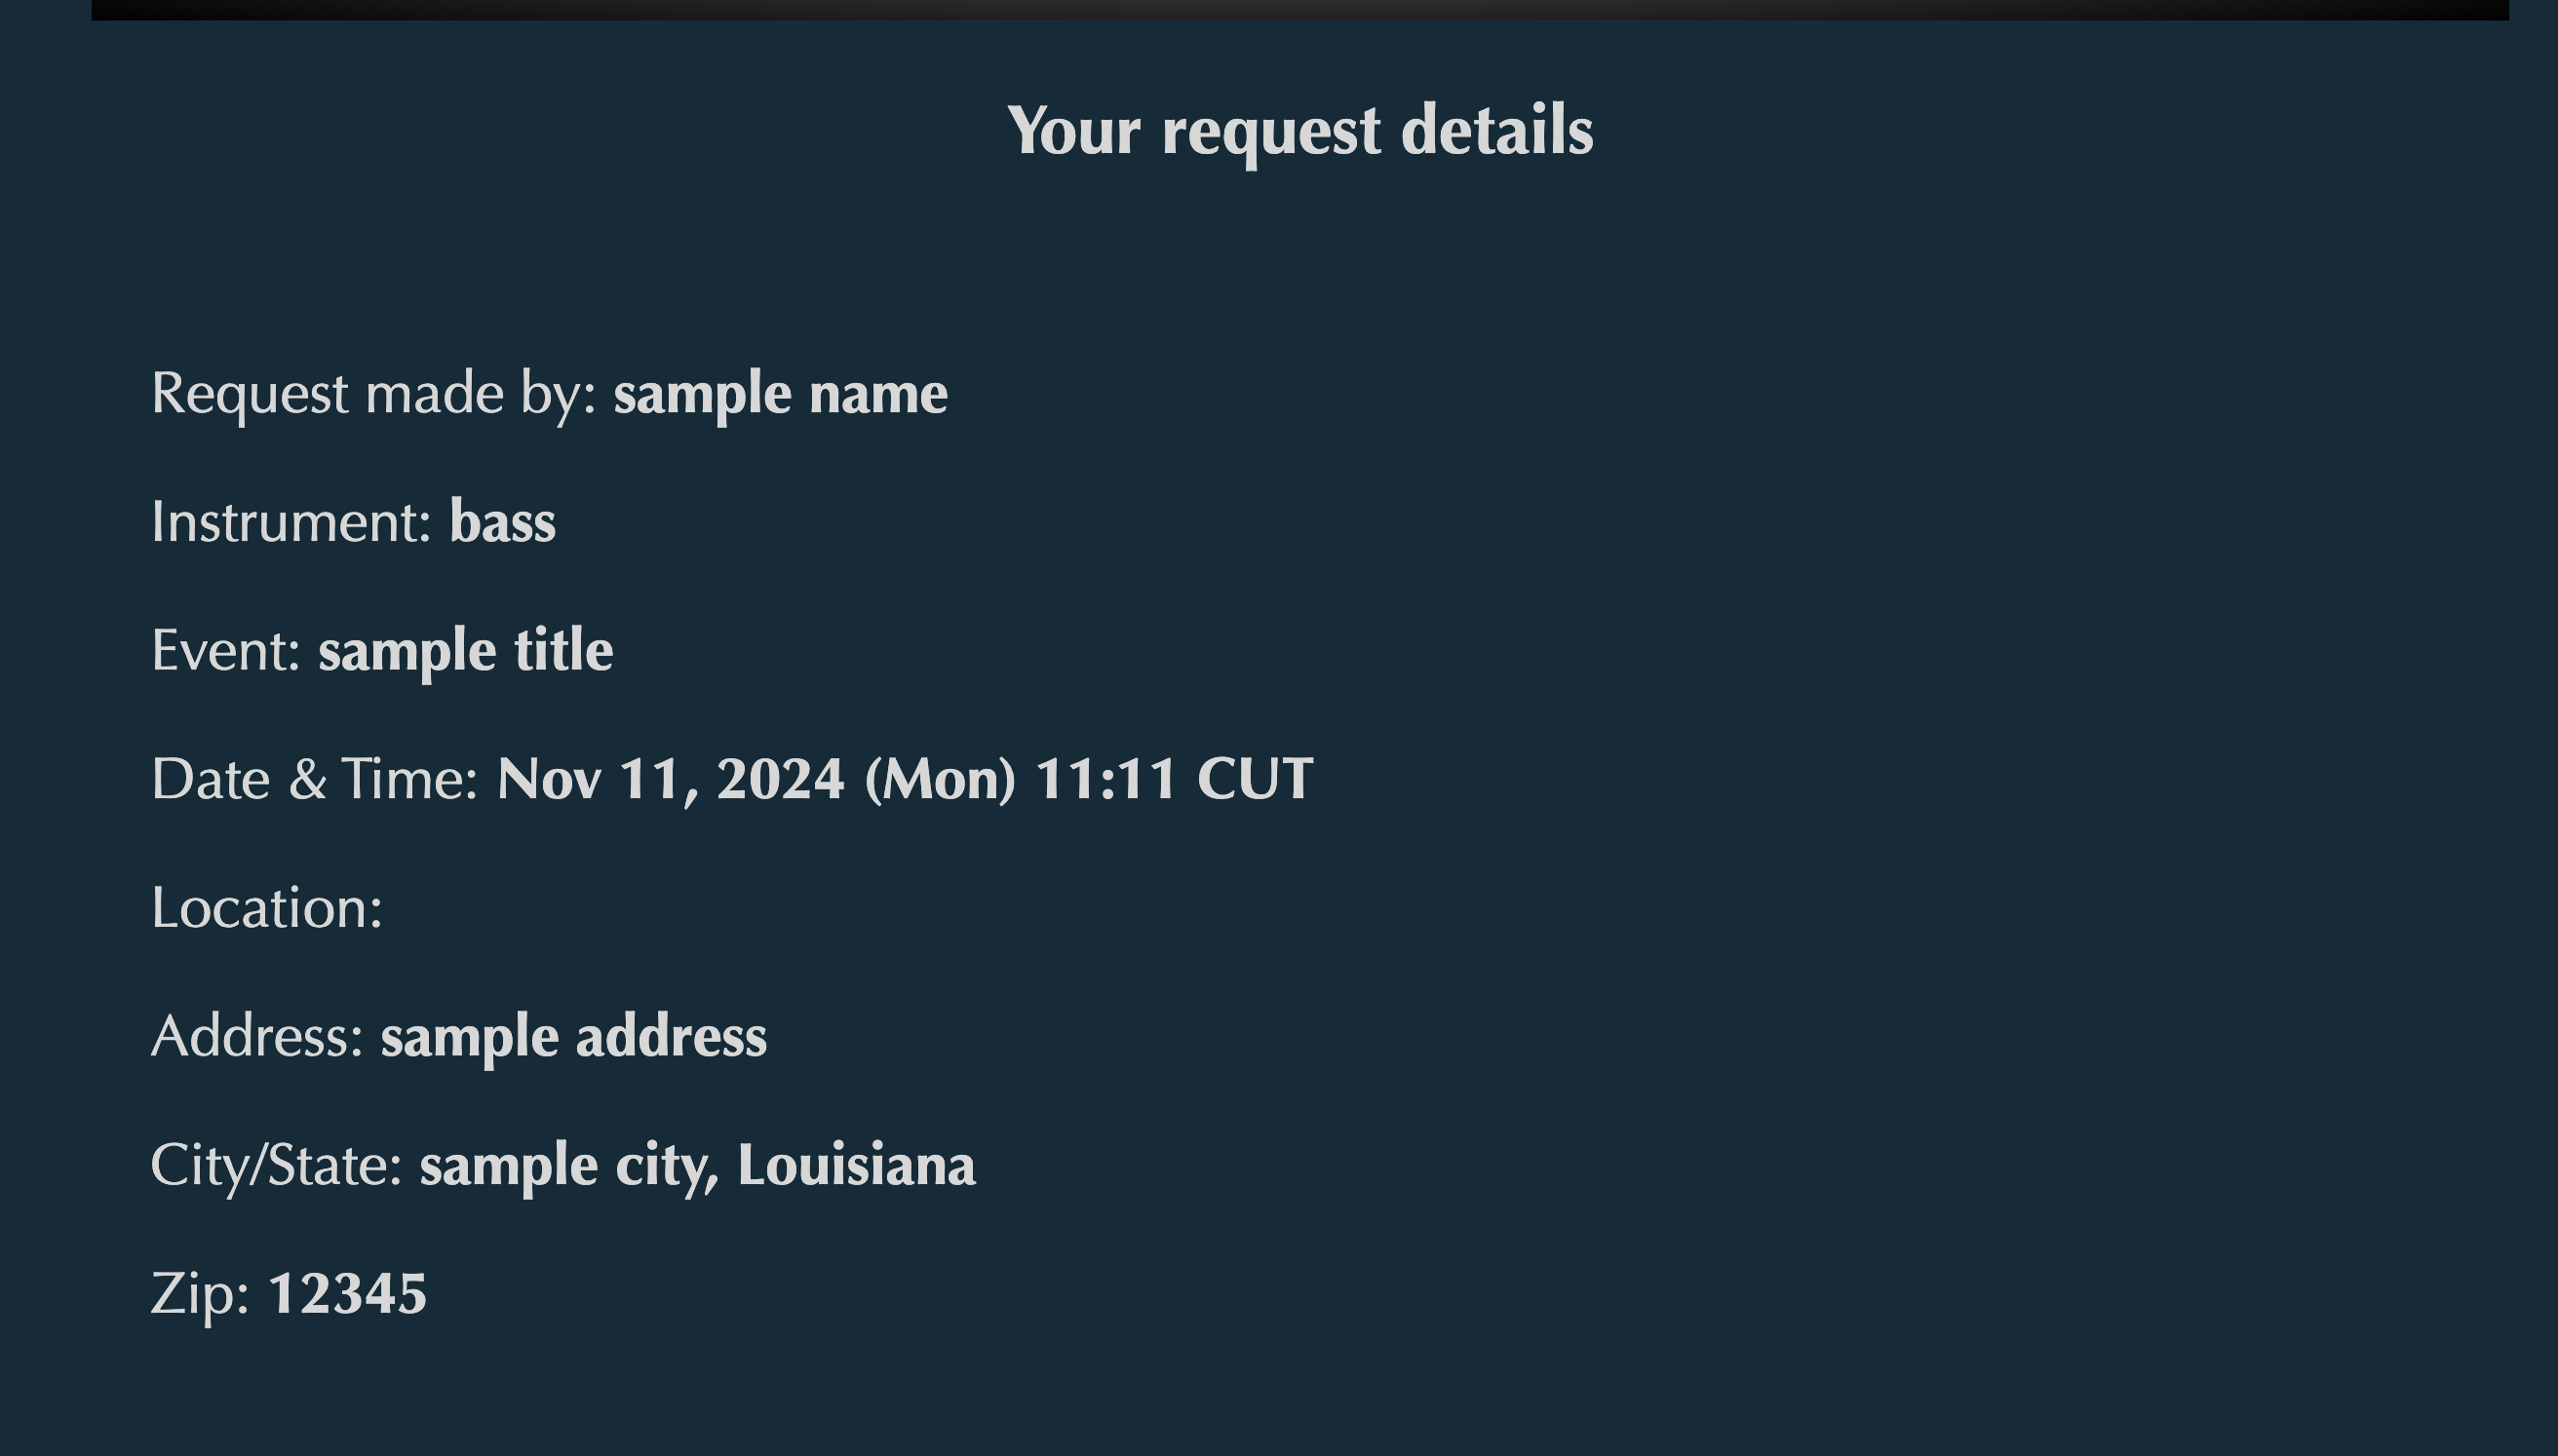 Your request details
Request made by: sample name
Instrument: bass
Event: sample title
Date & Time: Nov 11, 2024 (Mon) 11:11 CUT
Location:
Address: sample address
City/State: sample city, Louisiana
Zip: 12345